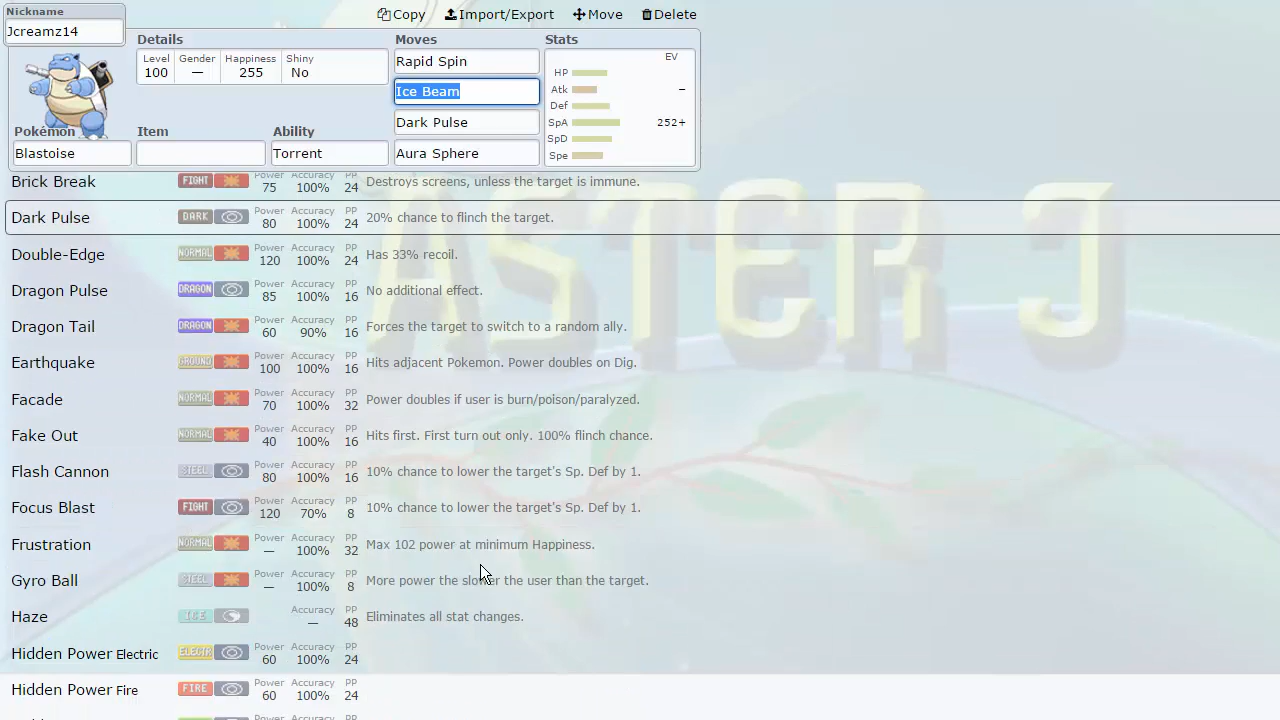 Nickname
Jcreamz14
Copy Import/Export Move Delete
Details
Level Gender Happiness Shiny
100 — 255 No
Pokémon Item Ability
Blastoise Torrent
Moves
Rapid Spin
Ice Beam
Dark Pulse
Aura Sphere
Stats
EV
HP
Atk –
Def
SpA 252+
SpD
Spe
Brick Break FIGHT Power 75 Accuracy 100% PP 24 Destroys screens, unless the target is immune.
Dark Pulse DARK Power 80 Accuracy 100% PP 24 20% chance to flinch the target.
Double-Edge NORMAL Power 120 Accuracy 100% PP 24 Has 33% recoil.
Dragon Pulse DRAGON Power 85 Accuracy 100% PP 16 No additional effect.
Dragon Tail DRAGON Power 60 Accuracy 90% PP 16 Forces the target to switch to a random ally.
Earthquake GROUND Power 100 Accuracy 100% PP 16 Hits adjacent Pokemon. Power doubles on Dig.
Facade NORMAL Power 70 Accuracy 100% PP 32 Power doubles if user is burn/poison/paralyzed.
Fake Out NORMAL Power 40 Accuracy 100% PP 16 Hits first. First turn out only. 100% flinch chance.
Flash Cannon STEEL Power 80 Accuracy 100% PP 16 10% chance to lower the target's Sp. Def by 1.
Focus Blast FIGHT Power 120 Accuracy 70% PP 8 10% chance to lower the target's Sp. Def by 1.
Frustration NORMAL Power — Accuracy 100% PP 32 Max 102 power at minimum Happiness.
Gyro Ball STEEL Power — Accuracy 100% PP 8 More power the slower the user than the target.
Haze ICE Accuracy — PP 48 Eliminates all stat changes.
Hidden Power Electric ELECTR Power 60 Accuracy 100% PP 24
Hidden Power Fire FIRE Power 60 Accuracy 100% PP 24
Power Accuracy PP
ASTER J